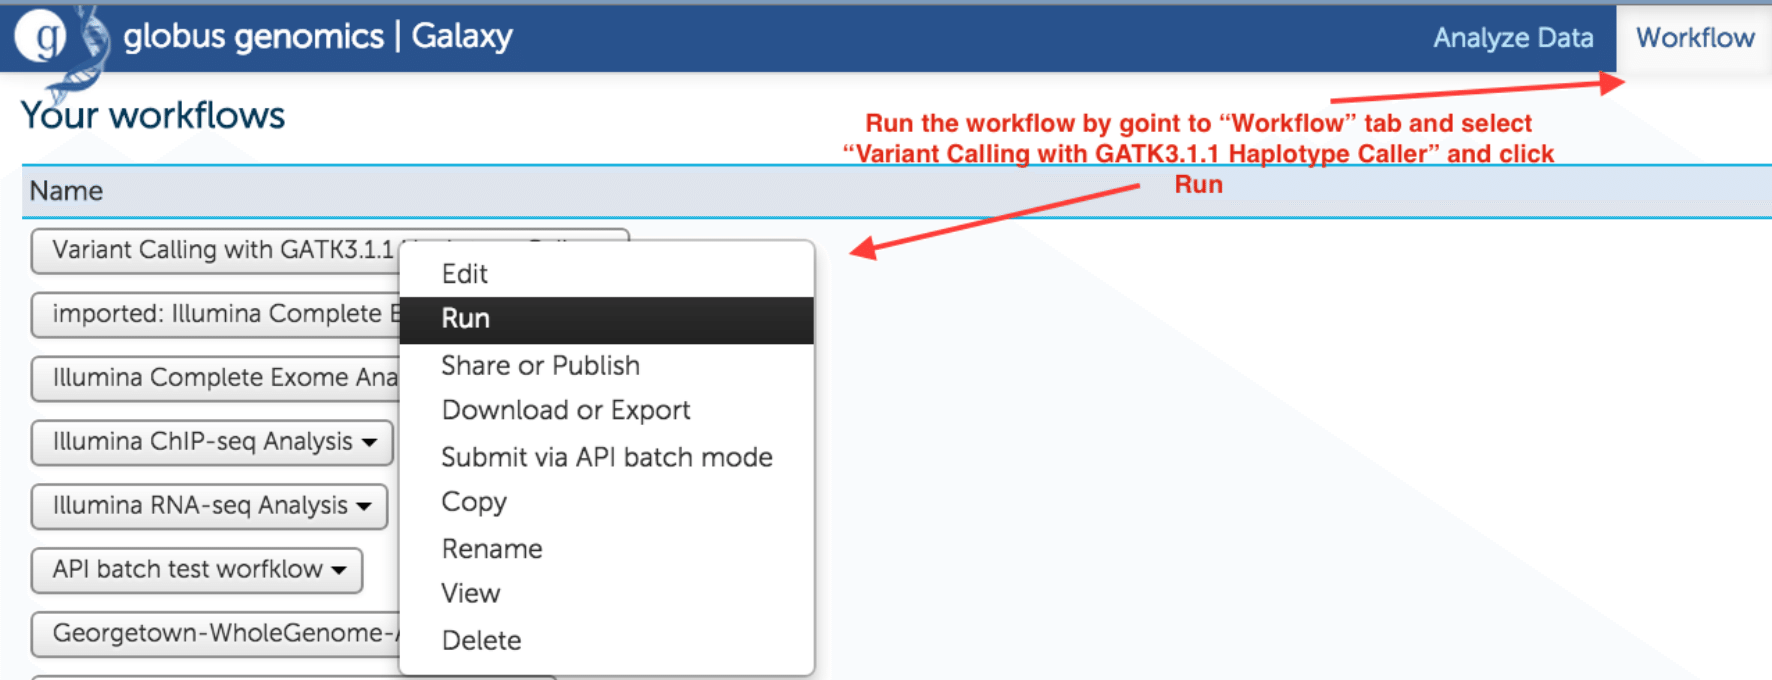 g globus genomics | Galaxy
Analyze Data
Workflow
Your workflows
Run the workflow by goint to “Workflow” tab and select
“Variant Calling with GATK3.1.1 Haplotype Caller” and click
Run
Name
Variant Calling with GATK3.1.1
imported: Illumina Complete E
Illumina Complete Exome Ana
Illumina ChIP-seq Analysis
Illumina RNA-seq Analysis
API batch test worfklow
Georgetown-WholeGenome-
Edit
Run
Share or Publish
Download or Export
Submit via API batch mode
Copy
Rename
View
Delete